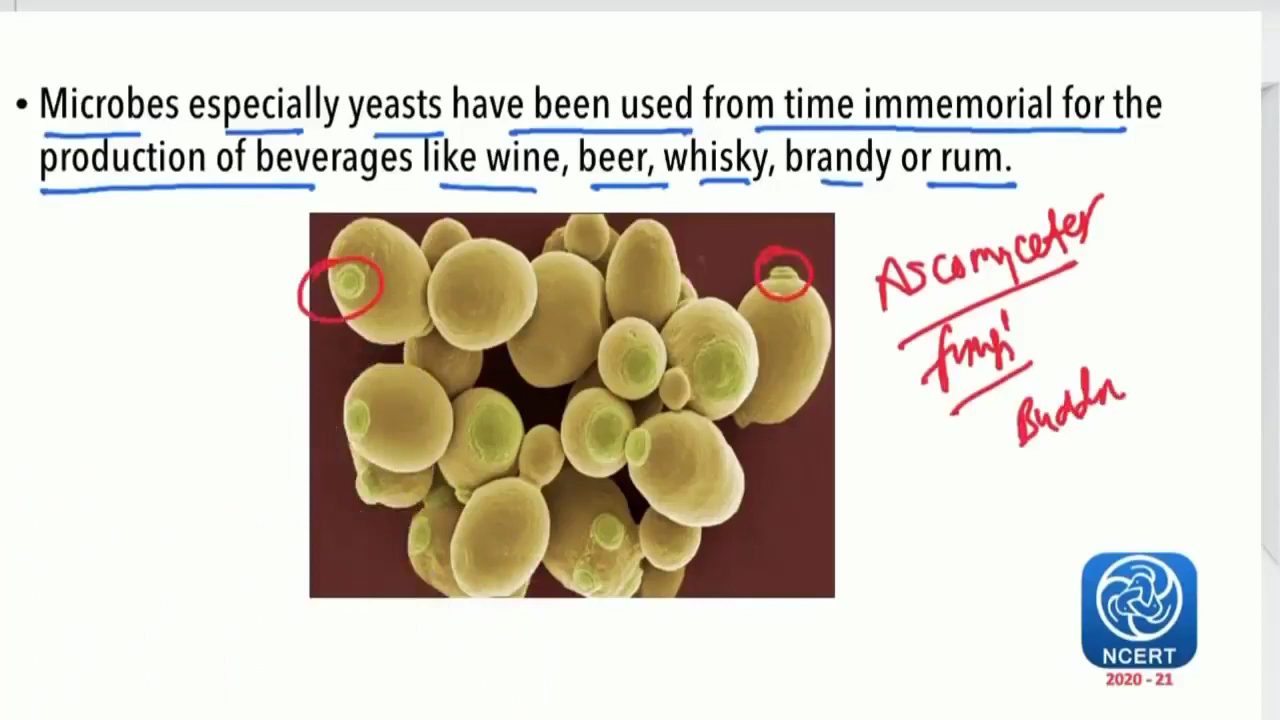 • Microbes especially yeasts have been used from time immemorial for the
production of beverages like wine, beer, whisky, brandy or rum.
Ascomycetes
fungi
NCERT
2020 - 21